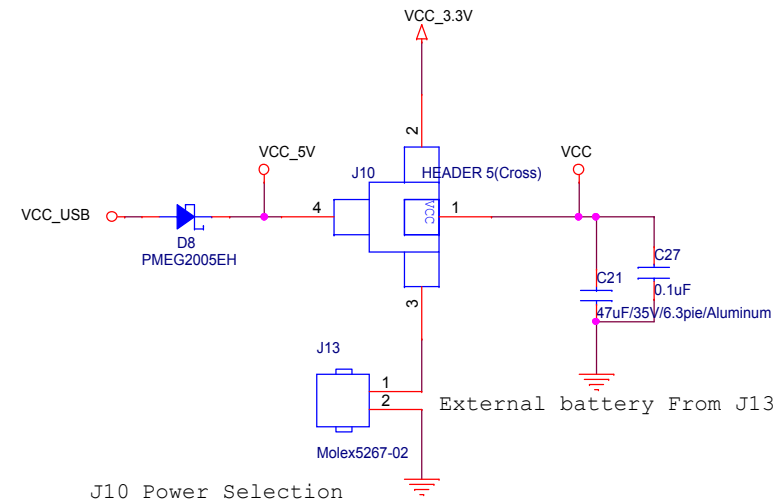 VCC_3.3V
2
VCC_5V
J10
HEADER 5(Cross)
VCC
VCC_USB
4
VCC
1
D8
PMEG2005EH
C27
0.1uF
C21
47uF/35V/6.3pie/Aluminum
3
J13
1
2
External battery From J13
Molex5267-02
J10 Power Selection